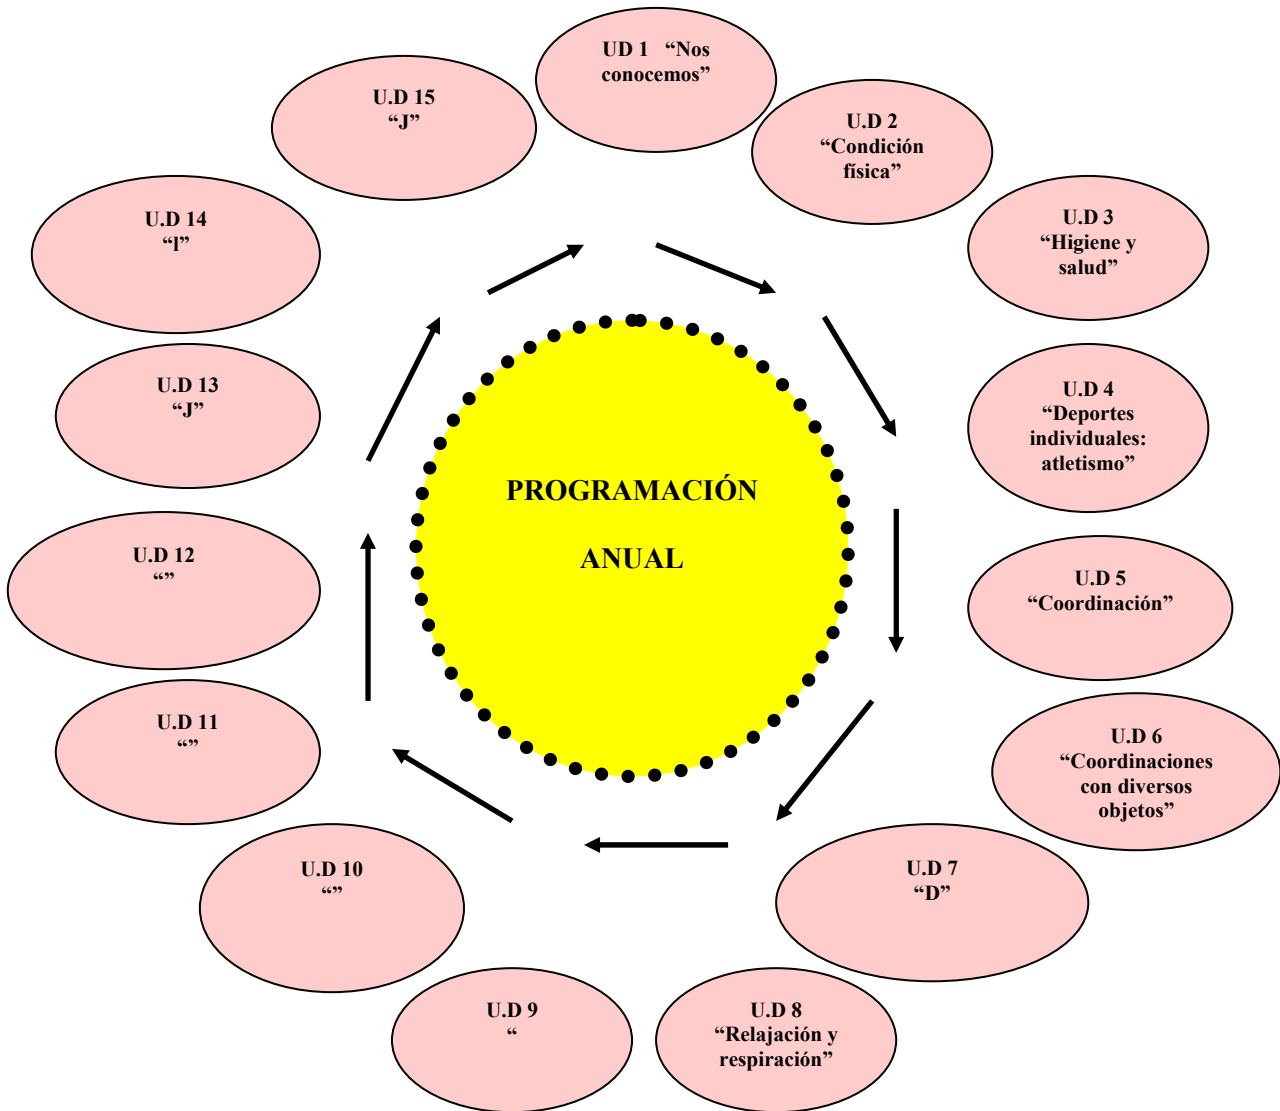 UD 1 “Nos
conocemos”
U.D 2
“Condición
física”
U.D 3
“Higiene y
salud”
U.D 4
“Deportes
individuales:
atletismo”
U.D 5
“Coordinación”
U.D 6
“Coordinaciones
con diversos
objetos”
U.D 7
“D”
U.D 8
“Relajación y
respiración”
U.D 9
“
U.D 10
“”
U.D 11
“”
U.D 12
“”
U.D 13
“J”
U.D 14
“l”
U.D 15
“J”
PROGRAMACIÓN
ANUAL